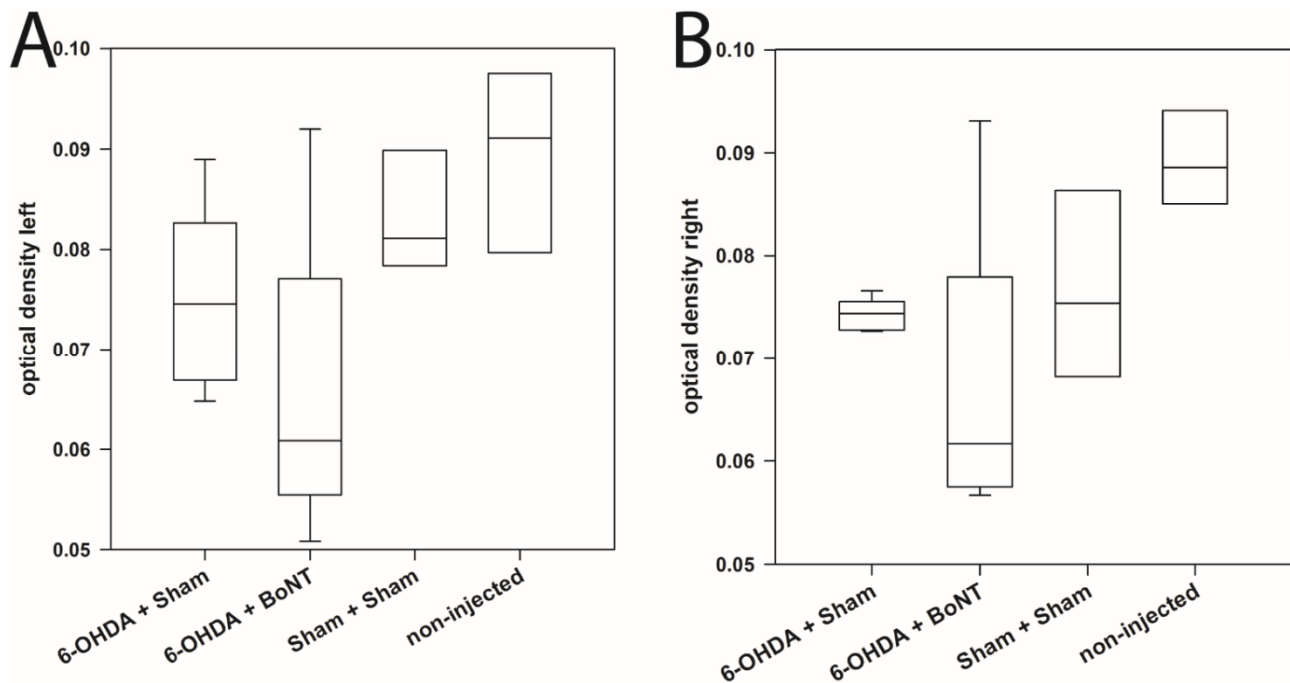 A
optical density left
0.10
0.09
0.08
0.07
0.06
0.05
6-OHDA + Sham
6-OHDA + BoNT
Sham + Sham
non-injected
B
optical density right
0.10
0.09
0.08
0.07
0.06
0.05
6-OHDA + Sham
6-OHDA + BoNT
Sham + Sham
non-injected